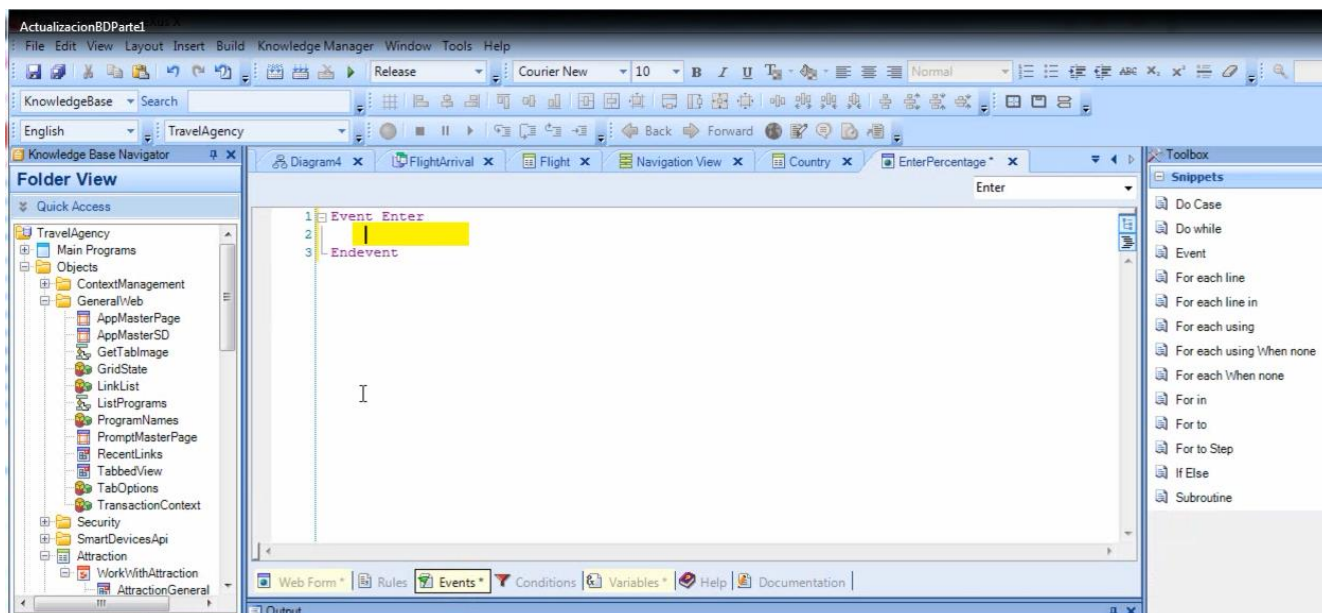 ActualizacionBDParte1
File Edit View Layout Insert Build Knowledge Manager Window Tools Help
Release Courier New 10 B I U Normal ABC
KnowledgeBase Search
English TravelAgency Back Forward
Knowledge Base Navigator
Folder View
Quick Access
TravelAgency
Main Programs
Objects
ContextManagement
GeneralWeb
AppMasterPage
AppMasterSD
GetTabImage
GridState
LinkList
ListPrograms
ProgramNames
PromptMasterPage
RecentLinks
TabbedView
TabOptions
TransactionContext
Security
SmartDevicesApi
Attraction
WorkWithAttraction
AttractionGeneral
Diagram4 FlightArrival Flight Navigation View Country EnterPercentage *
Enter
1 Event Enter
2
3 Endevent
Web Form * Rules Events * Conditions Variables * Help Documentation
Output
Toolbox
Snippets
Do Case
Do while
Event
For each line
For each line in
For each using
For each using When none
For each When none
For in
For to
For to Step
If Else
Subroutine